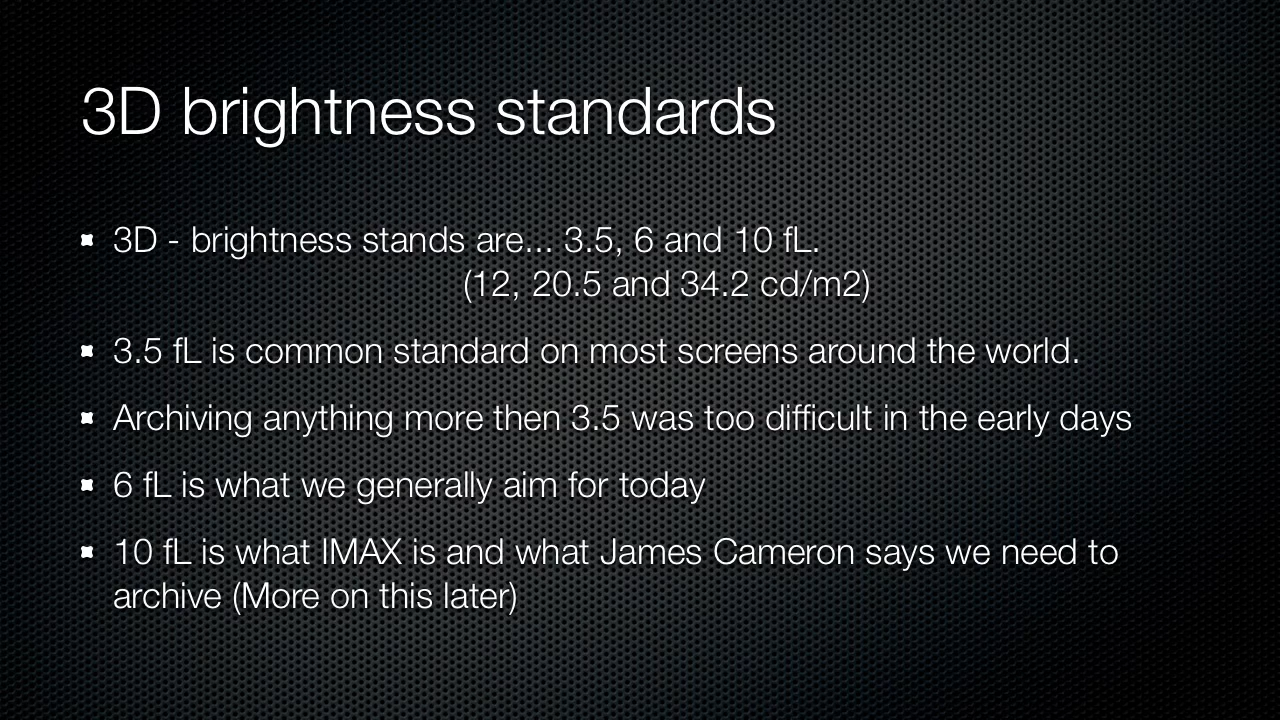 3D brightness standards
3D - brightness stands are... 3.5, 6 and 10 fL.
(12, 20.5 and 34.2 cd/m2)
3.5 fL is common standard on most screens around the world.
Archiving anything more then 3.5 was too difficult in the early days
6 fL is what we generally aim for today
10 fL is what IMAX is and what James Cameron says we need to
archive (More on this later)